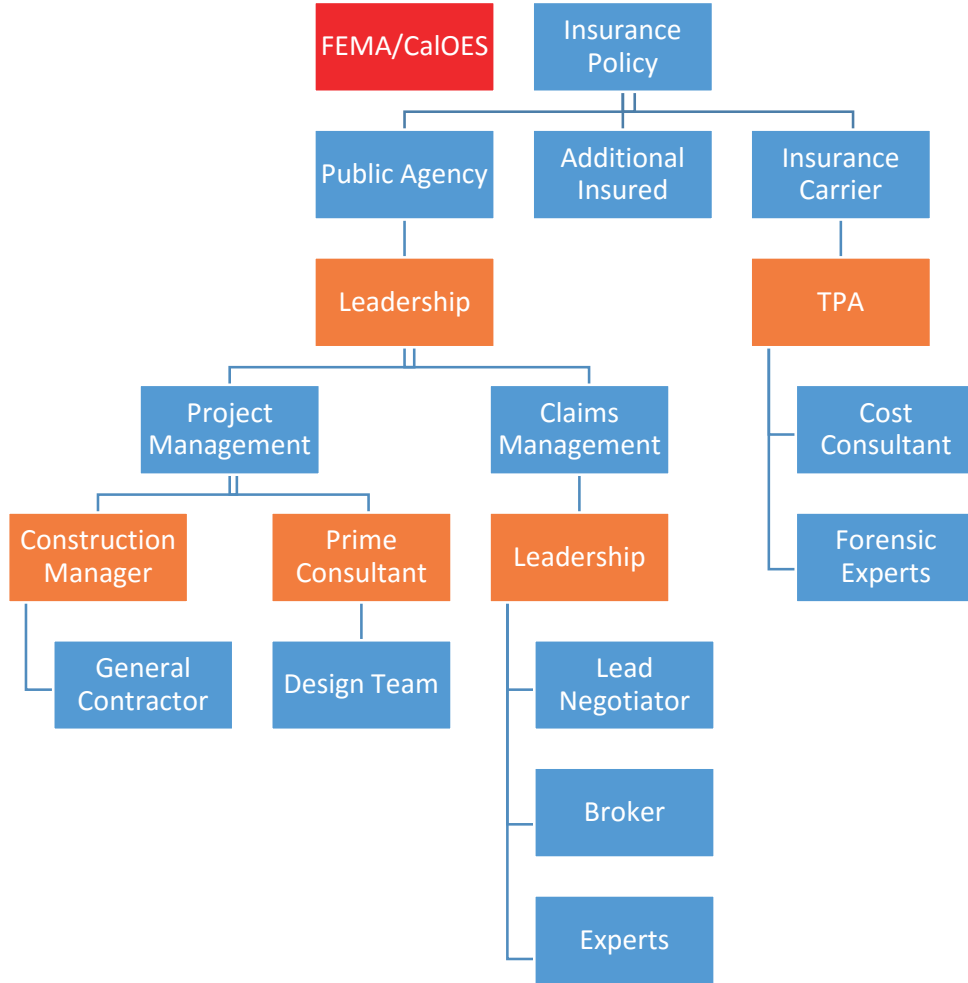 FEMA/CalOES
Insurance
Policy
Public Agency
Additional
Insured
Insurance
Carrier
Leadership
TPA
Project
Management
Claims
Management
Cost
Consultant
Construction
Manager
Prime
Consultant
Leadership
Forensic
Experts
General
Contractor
Design Team
Lead
Negotiator
Broker
Experts